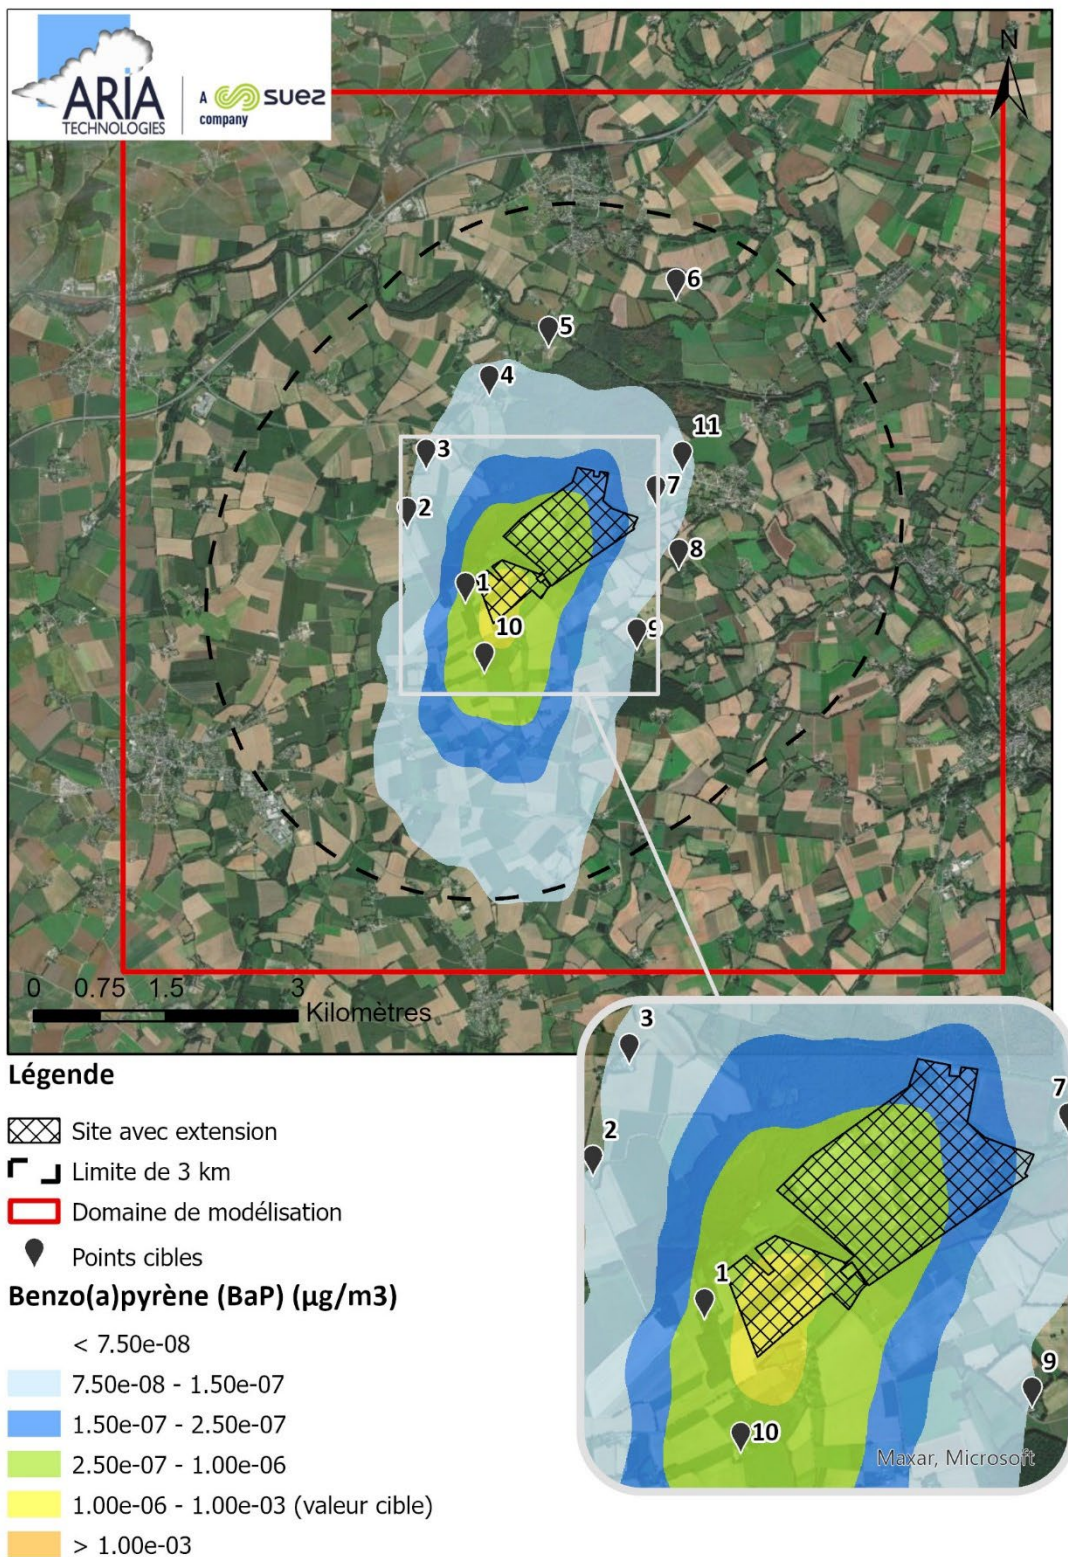 ARIA
TECHNOLOGIES
A suez
company
N
6
5
4
11
3
7
2
8
1
9
10
0 0.75 1.5 3
Kilomètres
Légende
Site avec extension
Limite de 3 km
Domaine de modélisation
Points cibles
Benzo(a)pyrène (BaP) (µg/m3)
< 7.50e-08
7.50e-08 - 1.50e-07
1.50e-07 - 2.50e-07
2.50e-07 - 1.00e-06
1.00e-06 - 1.00e-03 (valeur cible)
> 1.00e-03
3
7
2
1
9
10
Maxar, Microsoft